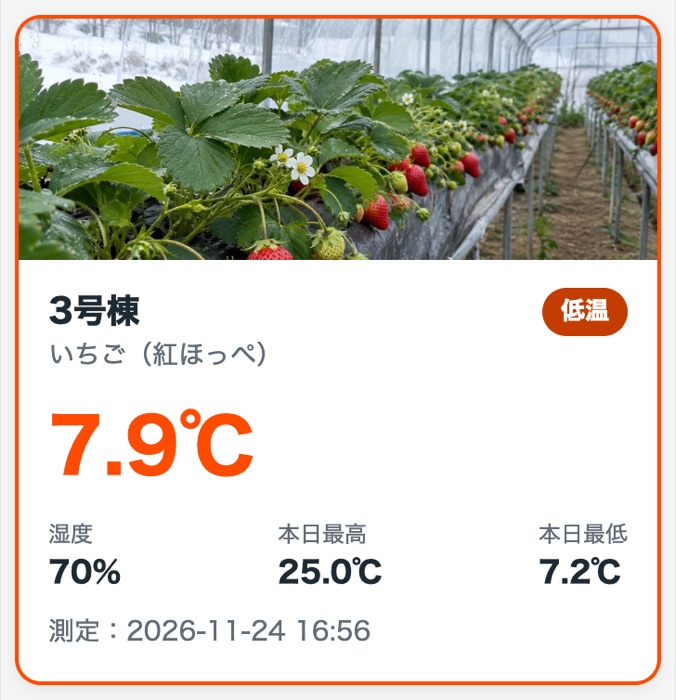 3号棟
低温
いちご（紅ほっぺ）
7.9℃
湿度
70%
本日最高
25.0℃
本日最低
7.2℃
測定：2026-11-24 16:56